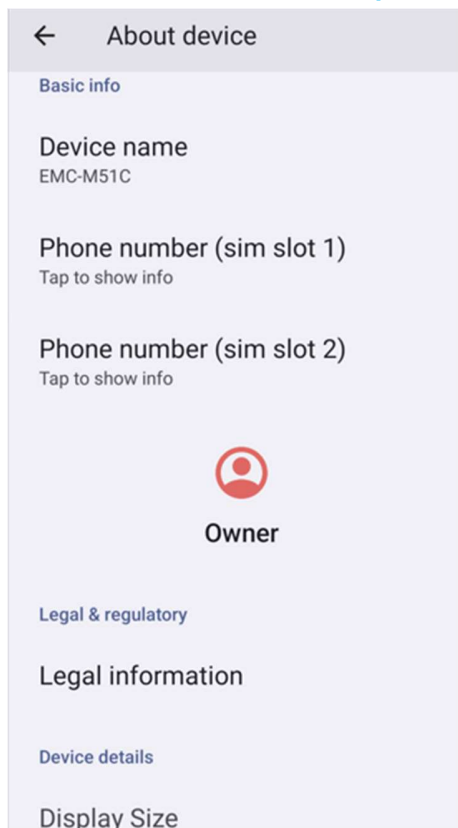 About device
Basic info
Device name
EMC-M51C
Phone number (sim slot 1)
Tap to show info
Phone number (sim slot 2)
Tap to show info
Owner
Legal & regulatory
Legal information
Device details
Display Size